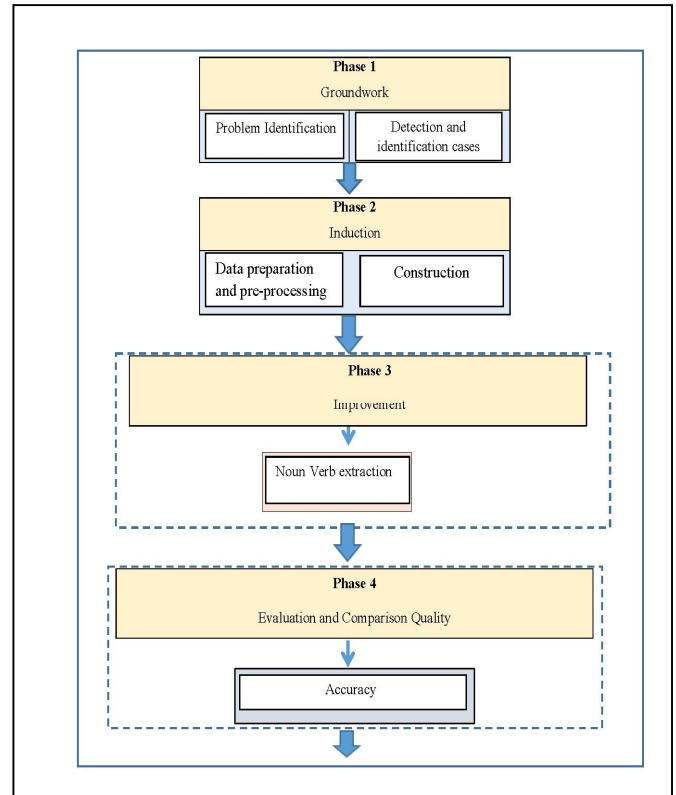 Phase 1
Groundwork
Problem Identification
Detection and
identification cases
Phase 2
Induction
Data preparation
and pre-processing
Construction
Phase 3
Improvement
Noun Verb extraction
Phase 4
Evaluation and Comparison Quality
Accuracy